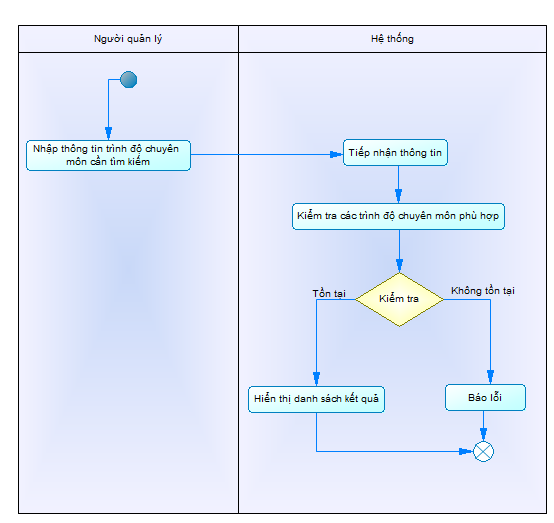 Người quản lý
Hệ thống
Nhập thông tin trình độ chuyên
môn cần tìm kiếm
Tiếp nhận thông tin
Kiểm tra các trình độ chuyên môn phù hợp
Kiểm tra
Tồn tại
Không tồn tại
Hiển thị danh sách kết quả
Báo lỗi